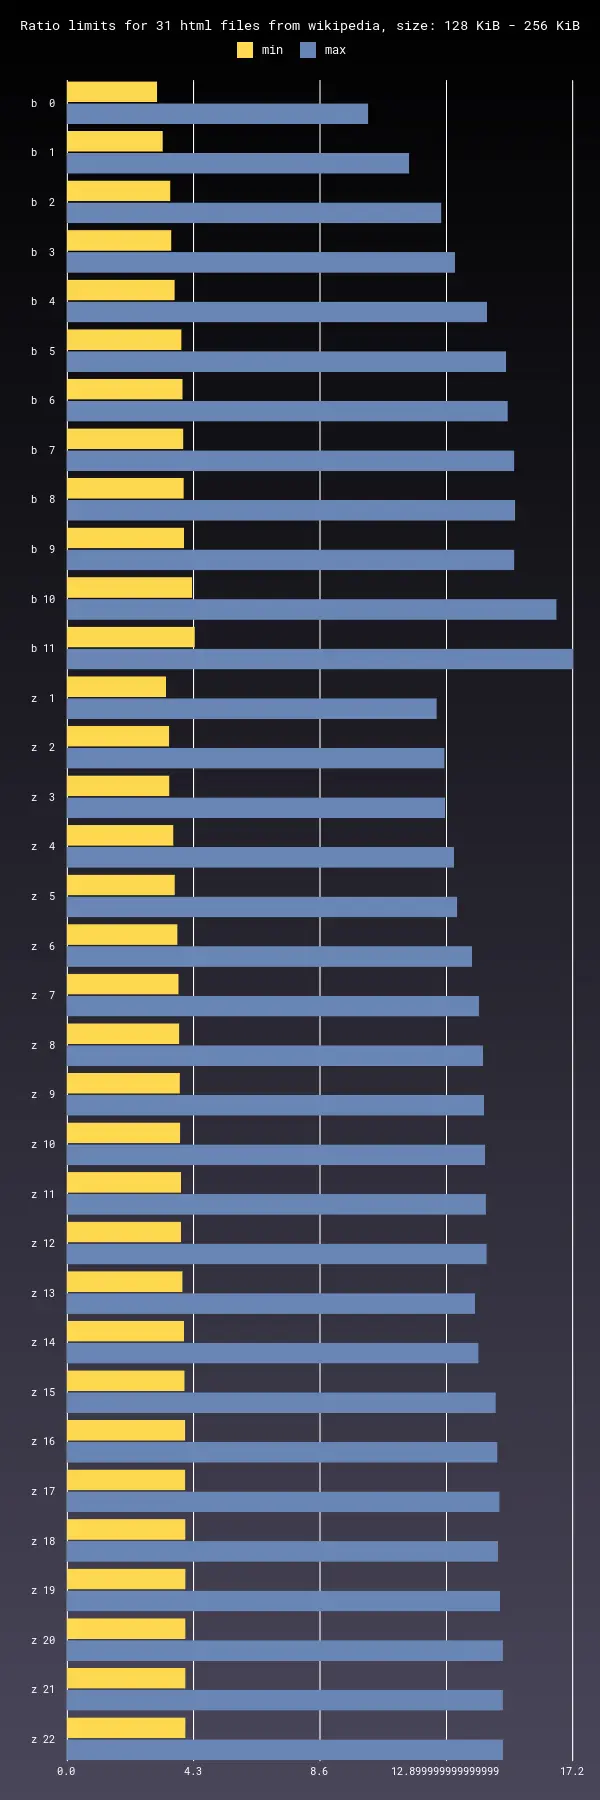 Ratio limits for 31 html files from wikipedia, size: 128 KiB - 256 KiB
min max
b 0
b 1
b 2
b 3
b 4
b 5
b 6
b 7
b 8
b 9
b 10
b 11
z 1
z 2
z 3
z 4
z 5
z 6
z 7
z 8
z 9
z 10
z 11
z 12
z 13
z 14
z 15
z 16
z 17
z 18
z 19
z 20
z 21
z 22
0.0 4.3 8.6 12.899999999999999 17.2